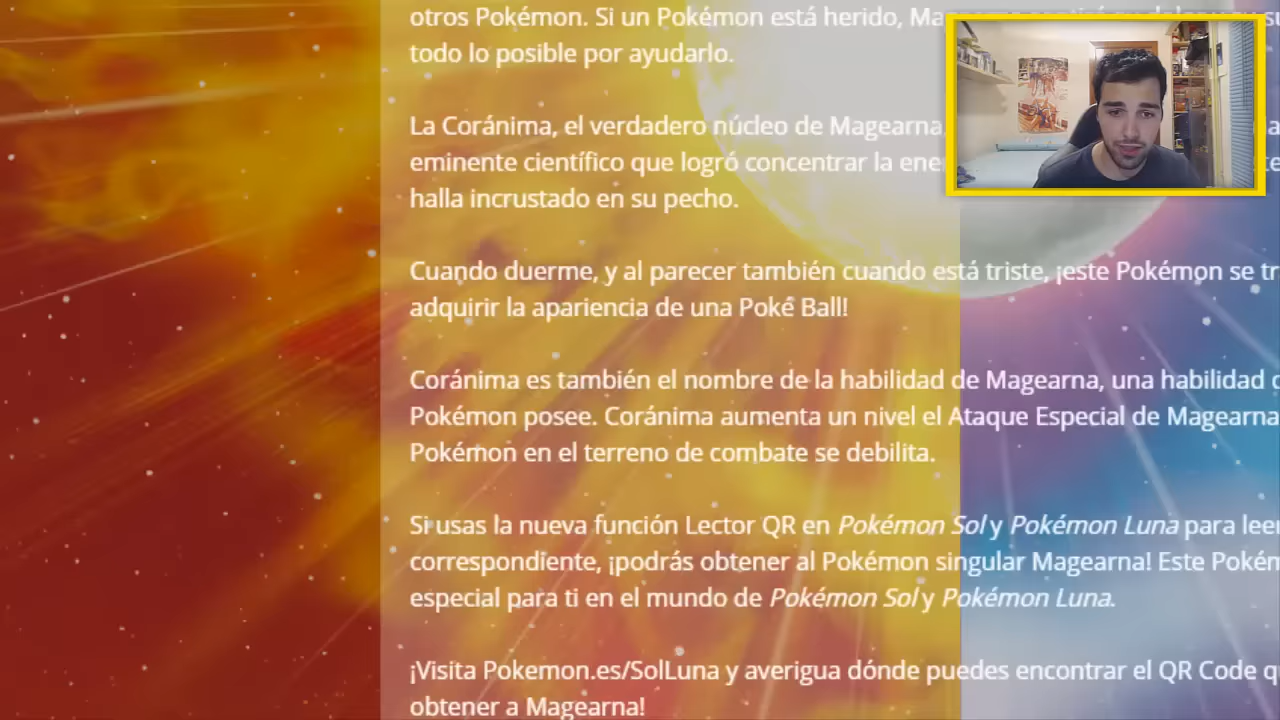 otros Pokémon. Si un Pokémon está herido,
todo lo posible por ayudarlo.
La Coránima, el verdadero núcleo de Magearna,
eminente científico que logró concentrar la
halla incrustado en su pecho.
Cuando duerme, y al parecer también cuando está triste, ¡este Pokémon se
adquirir la apariencia de una Poké Ball!
Coránima es también el nombre de la habilidad de Magearna, una habilidad
Pokémon posee. Coránima aumenta un nivel el Ataque Especial de Magearna
Pokémon en el terreno de combate se debilita.
Si usas la nueva función Lector QR en Pokémon Sol y Pokémon Luna para
correspondiente, ¡podrás obtener al Pokémon singular Magearna! Este
especial para ti en el mundo de Pokémon Sol y Pokémon Luna.
¡Visita Pokemon.es/SolLuna y averigua dónde puedes encontrar el QR Code
obtener a Magearna!